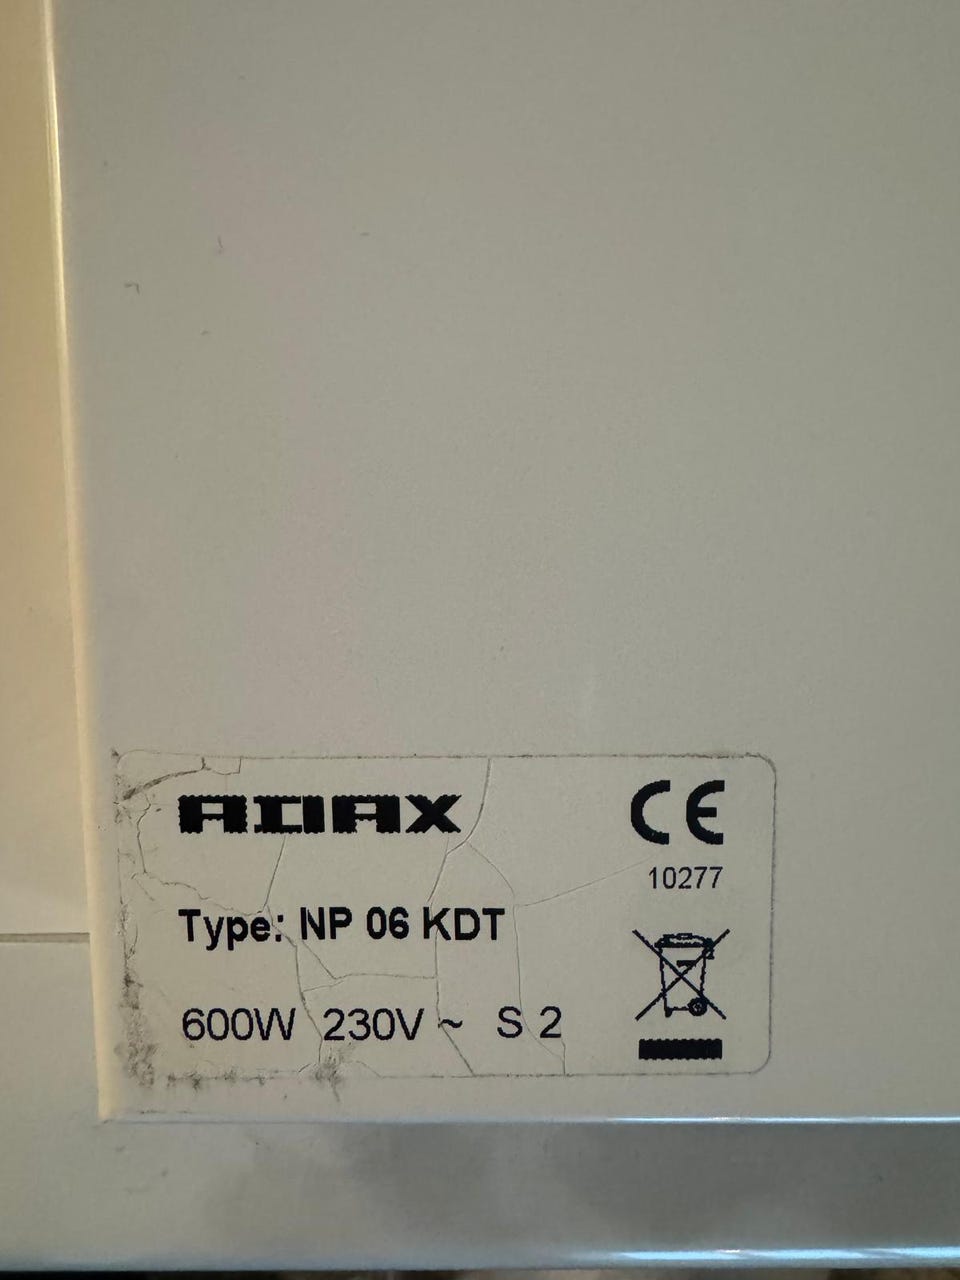 ADAX
CE
10277
Type: NP 06 KDT
600W 230V ~ S 2